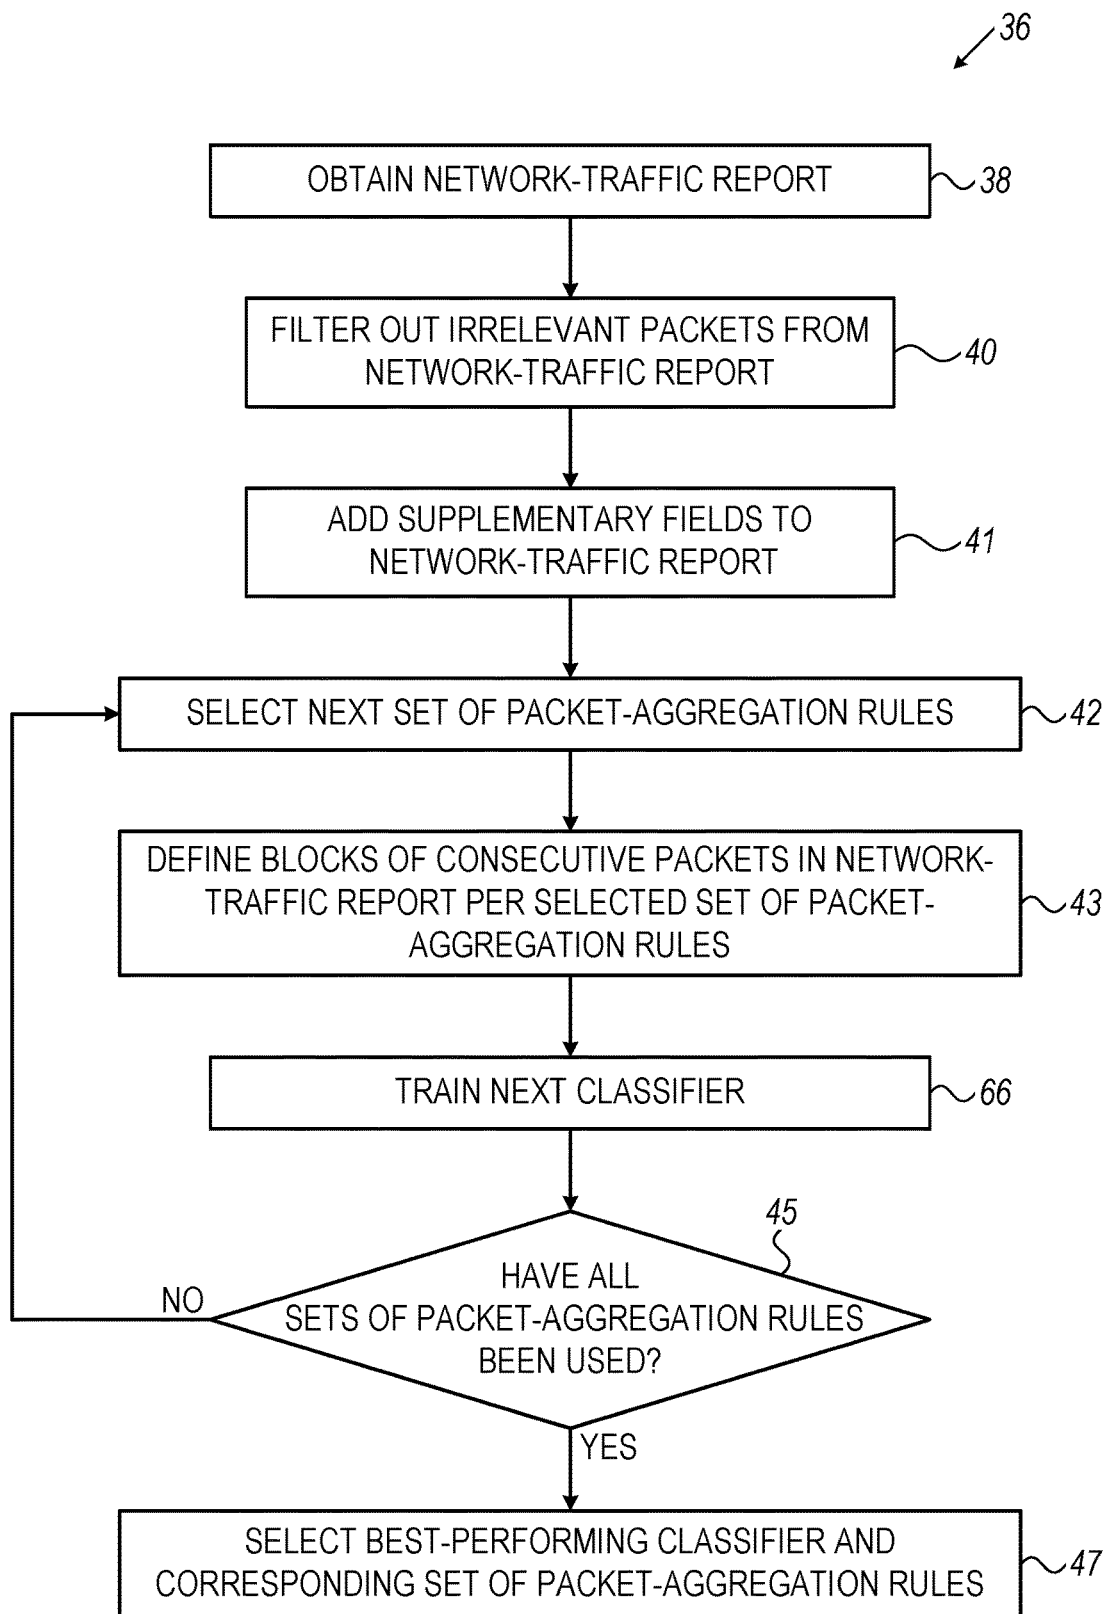 36
OBTAIN NETWORK-TRAFFIC REPORT
38
FILTER OUT IRRELEVANT PACKETS FROM
NETWORK-TRAFFIC REPORT
40
ADD SUPPLEMENTARY FIELDS TO
NETWORK-TRAFFIC REPORT
41
SELECT NEXT SET OF PACKET-AGGREGATION RULES
42
DEFINE BLOCKS OF CONSECUTIVE PACKETS IN NETWORK-
TRAFFIC REPORT PER SELECTED SET OF PACKET-
AGGREGATION RULES
43
TRAIN NEXT CLASSIFIER
66
45
HAVE ALL
SETS OF PACKET-AGGREGATION RULES
BEEN USED?
NO
YES
SELECT BEST-PERFORMING CLASSIFIER AND
CORRESPONDING SET OF PACKET-AGGREGATION RULES
47